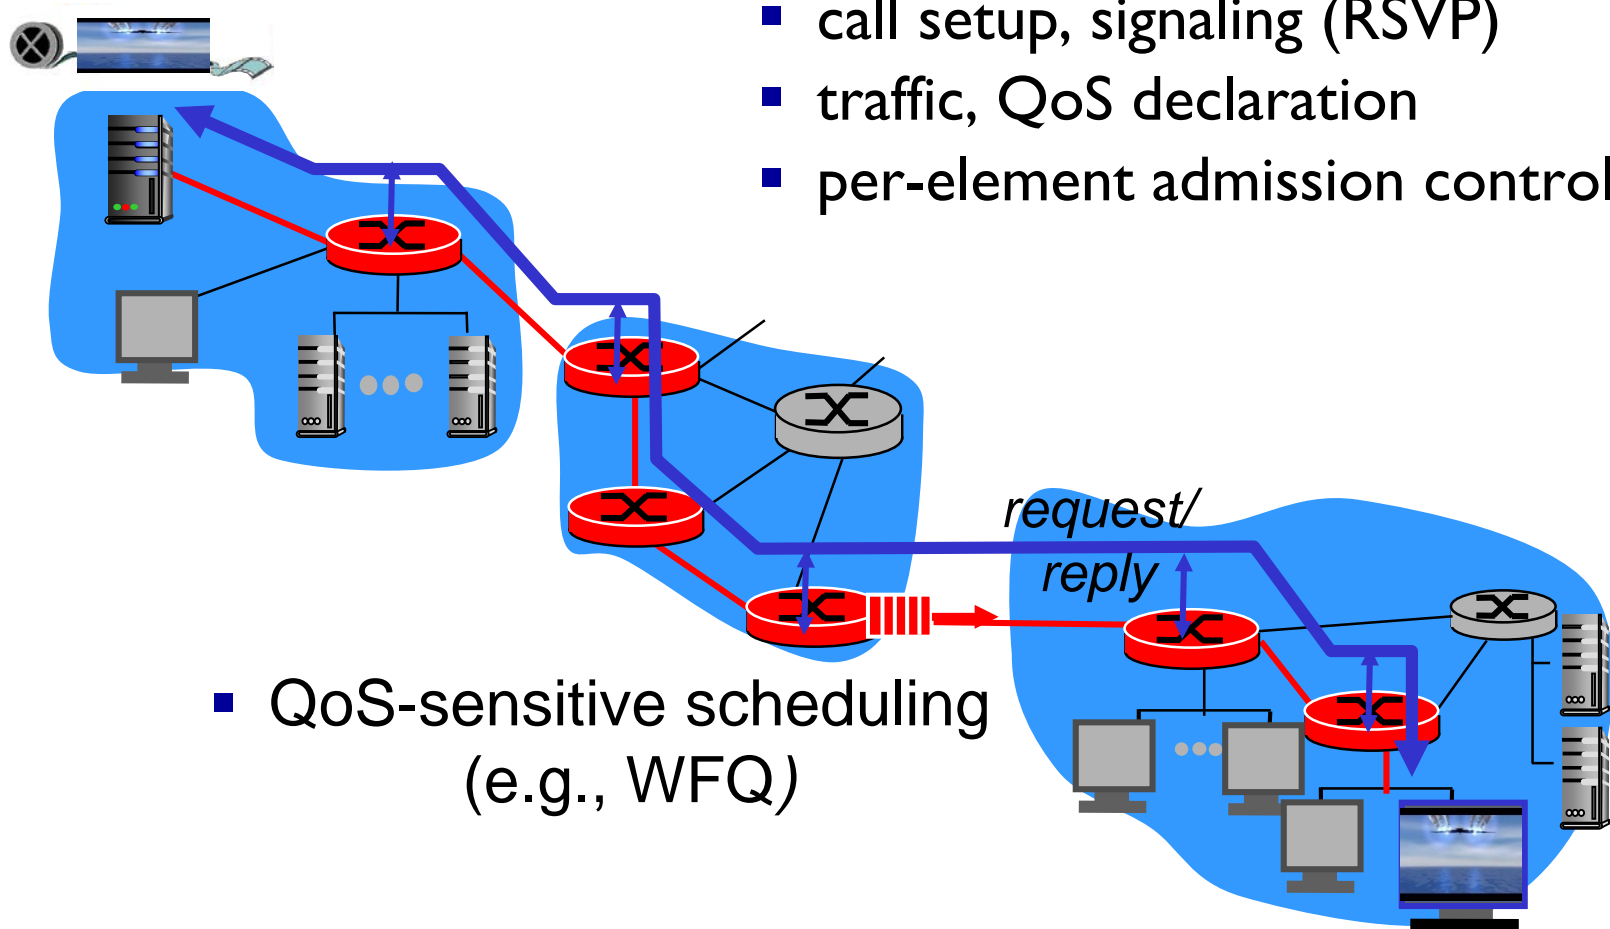 ▪ call setup, signaling (RSVP)
▪ traffic, QoS declaration
▪ per-element admission control
request/
reply
▪ QoS-sensitive scheduling
(e.g., WFQ)